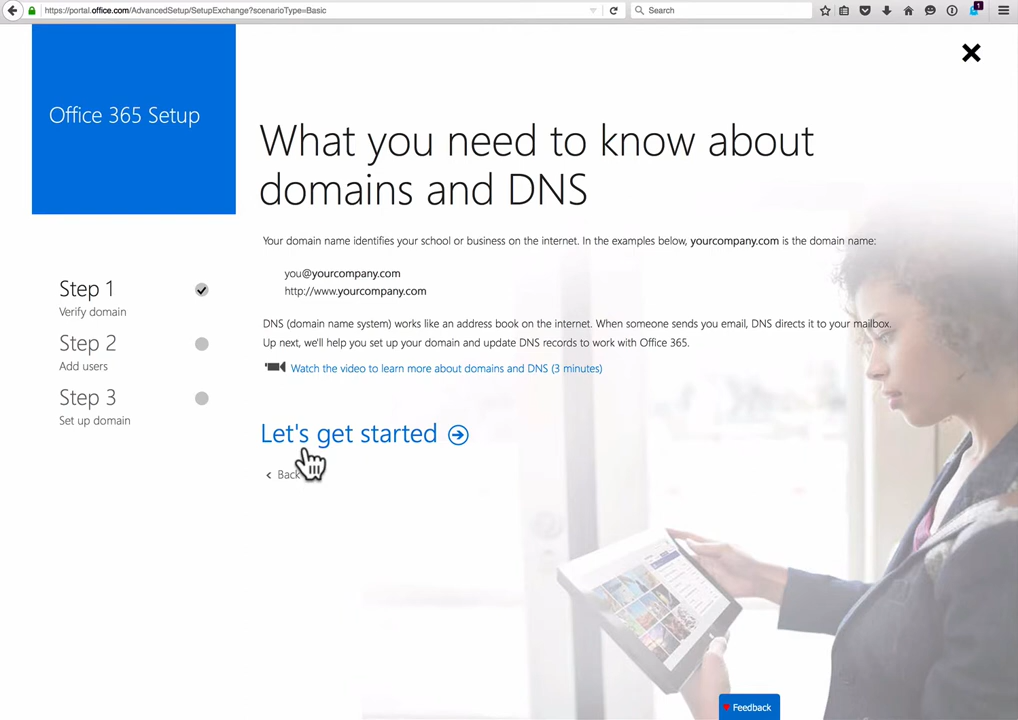 https://portal.office.com/AdvancedSetup/SetupExchange?scenarioType=Basic
Search
1
Office 365 Setup
What you need to know about
domains and DNS
Your domain name identifies your school or business on the internet. In the examples below, yourcompany.com is the domain name:
you@yourcompany.com
http://www.yourcompany.com
DNS (domain name system) works like an address book on the internet. When someone sends you email, DNS directs it to your mailbox.
Up next, we'll help you set up your domain and update DNS records to work with Office 365.
Watch the video to learn more about domains and DNS (3 minutes)
Let's get started
Back
Step 1
Verify domain
Step 2
Add users
Step 3
Set up domain
Feedback